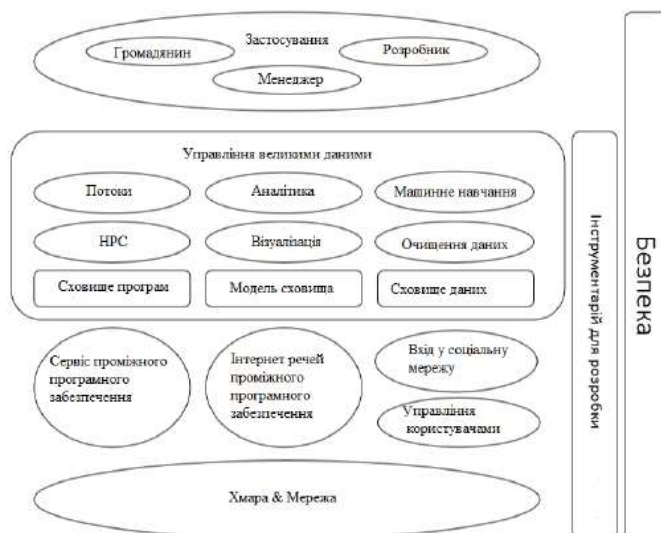 Застосування
Громадянин
Розробник
Менеджер
Управління великими даними
Потоки
Аналітика
Машинне навчання
HPC
Візуалізація
Очищення даних
Сховище програм
Модель сховища
Сховище даних
Сервіс проміжного
програмного
забезпечення
Інтернет речей
проміжного
програмного
забезпечення
Вхід у соціальну
мережу
Управління
користувачами
Хмара & Мережа
Інструментарій для розробки
Безпека